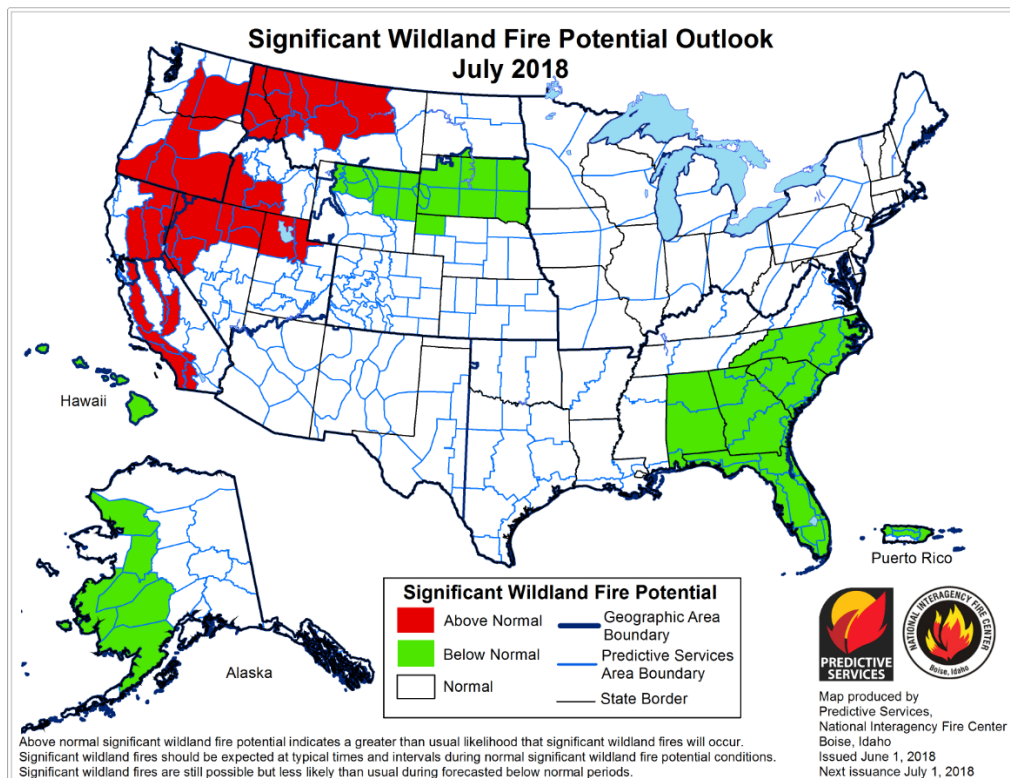 Significant Wildland Fire Potential Outlook
July 2018
Hawaii
Alaska
Puerto Rico
Significant Wildland Fire Potential
Above Normal
Below Normal
Normal
Geographic Area
Boundary
Predictive Services
Area Boundary
State Border
PREDICTIVE
SERVICES
NATIONAL INTERAGENCY FIRE CENTER
Boise, Idaho
Map produced by
Predictive Services,
National Interagency Fire Center
Boise, Idaho
Issued June 1, 2018
Next issuance July 1, 2018
Above normal significant wildland fire potential indicates a greater than usual likelihood that significant wildland fires will occur.
Significant wildland fires should be expected at typical times and intervals during normal significant wildland fire potential conditions.
Significant wildland fires are still possible but less likely than usual during forecasted below normal periods.